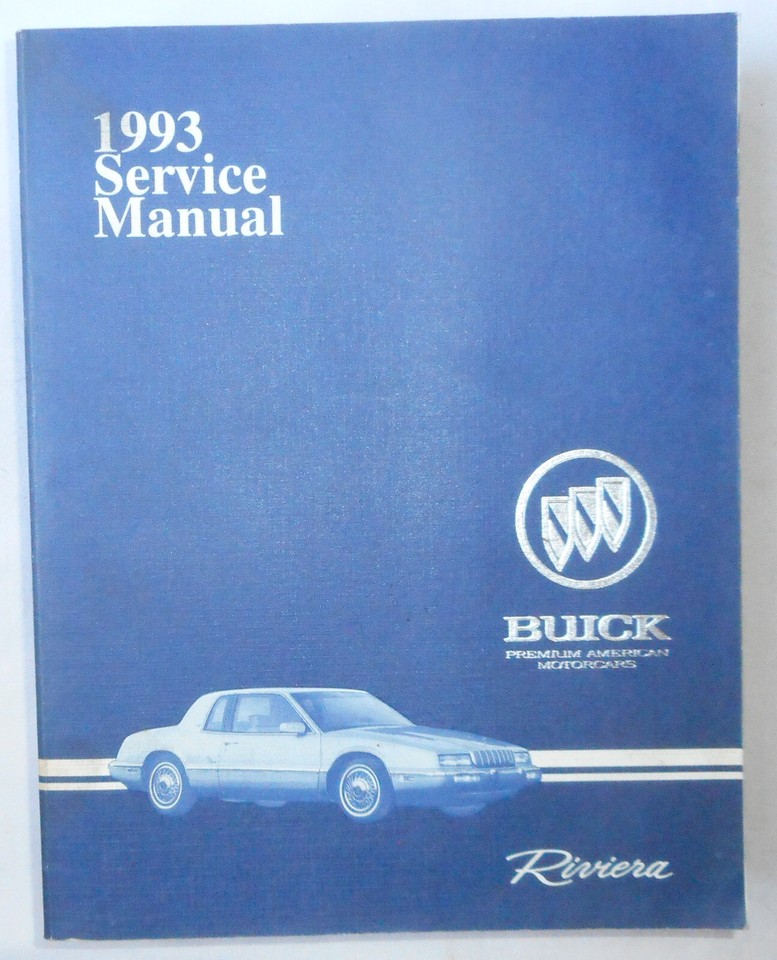 1993
Service
Manual
BUICK
PREMIUM AMERICAN
MOTORCARS
Riviera